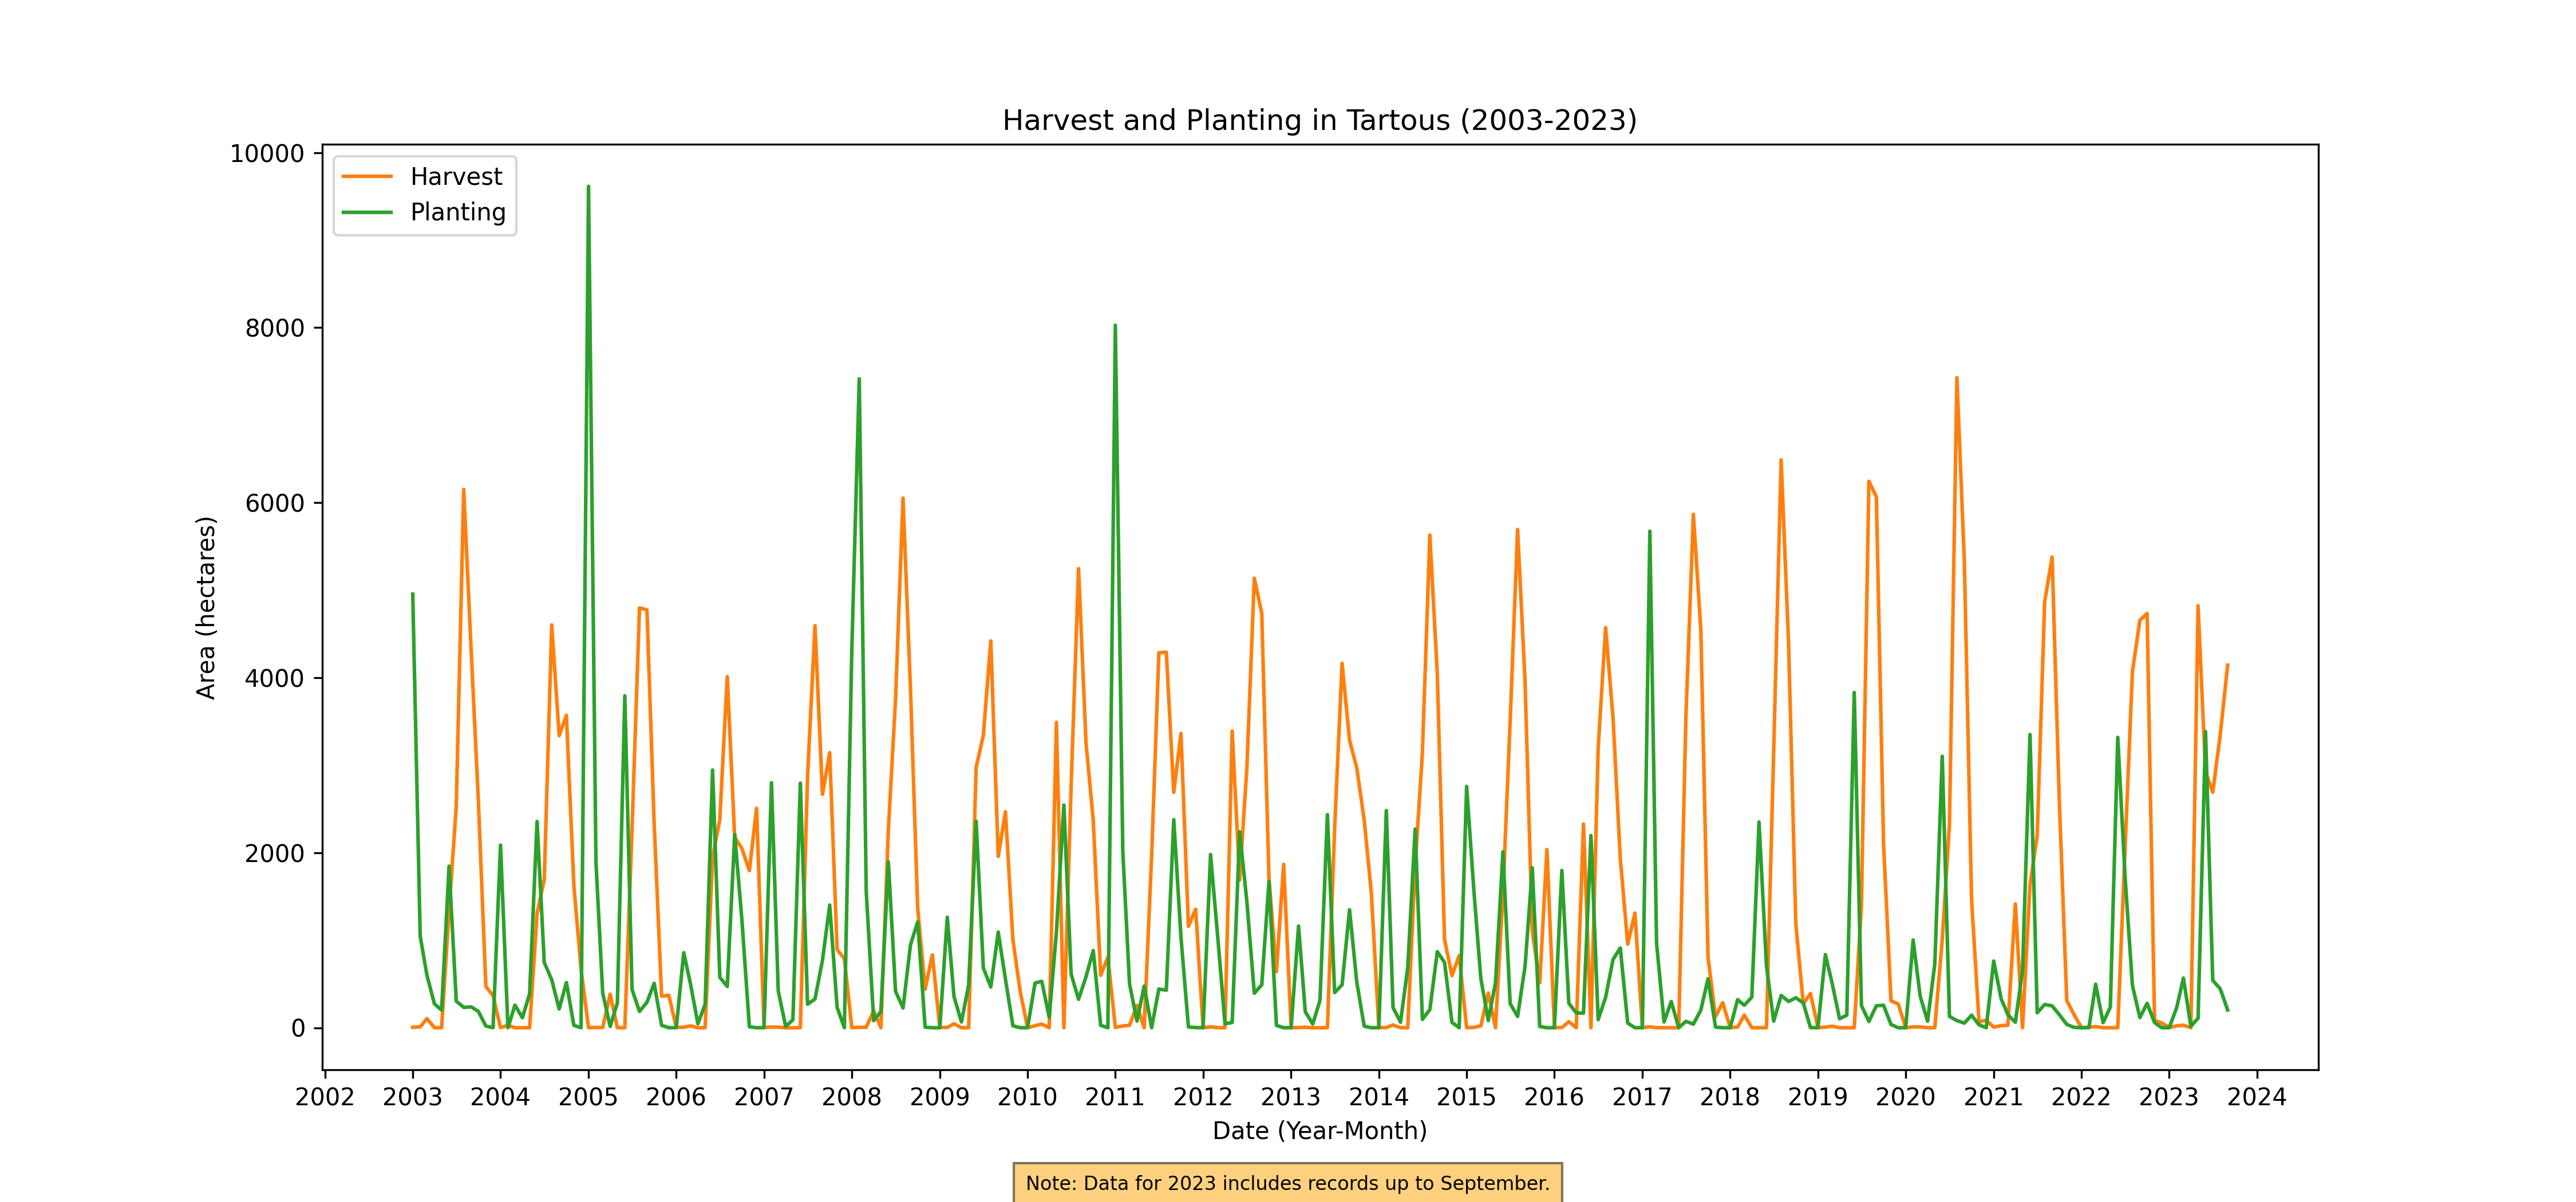 Harvest and Planting in Tartous (2003-2023)
10000
8000
6000
4000
2000
0
Area (hectares)
Harvest
Planting
2002 2003 2004 2005 2006 2007 2008 2009 2010 2011 2012 2013 2014 2015 2016 2017 2018 2019 2020 2021 2022 2023 2024
Date (Year-Month)
Note: Data for 2023 includes records up to September.